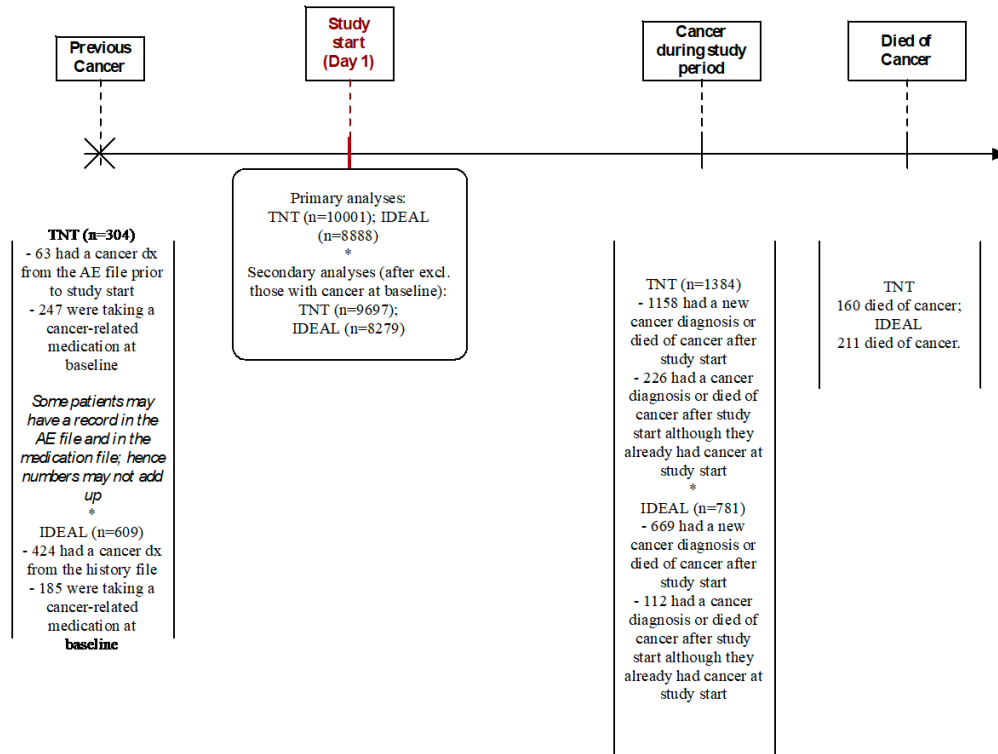 Previous
Cancer
Study
start
(Day 1)
Cancer
during study
period
Died of
Cancer
TNT (n=304)
- 63 had a cancer dx
from the AE file prior
to study start
- 247 were taking a
cancer-related
medication at
baseline
Some patients may
have a record in the
AE file and in the
medication file; hence
numbers may not add
up
*
IDEAL (n=609)
- 424 had a cancer dx
from the history file
- 185 were taking a
cancer-related
medication at
baseline
Primary analyses:
TNT (n=10001); IDEAL
(n=8888)
*
Secondary analyses (after excl.
those with cancer at baseline):
TNT (n=9697);
IDEAL (n=8279)
TNT (n=1384)
- 1158 had a new
cancer diagnosis or
died of cancer after
study start
- 226 had a cancer
diagnosis or died of
cancer after study
start although they
already had cancer at
study start
*
IDEAL (n=781)
- 669 had a new
cancer diagnosis or
died of cancer after
study start
- 112 had a cancer
diagnosis or died of
cancer after study
start although they
already had cancer at
study start
TNT
160 died of cancer;
IDEAL
211 died of cancer.